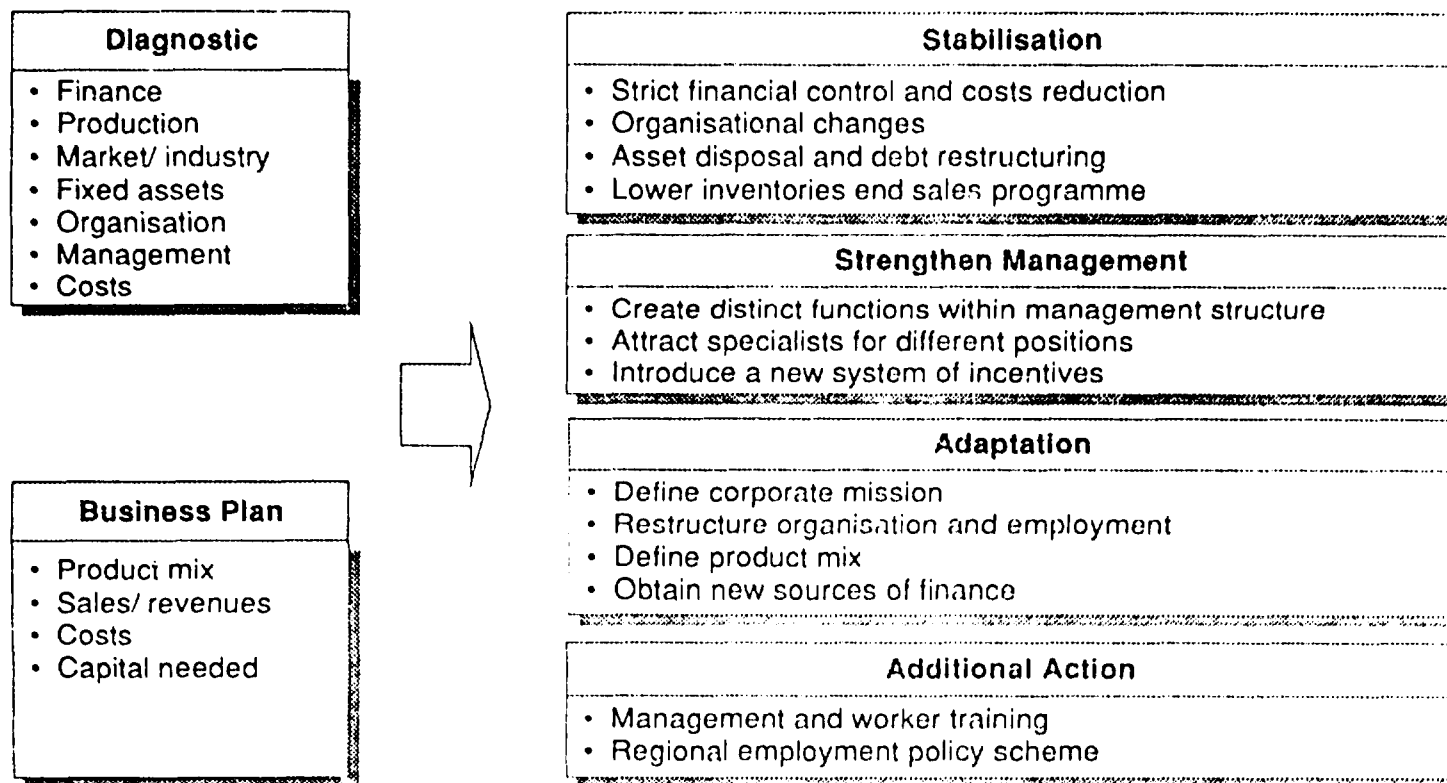 Diagnostic
• Finance
• Production
• Market/ industry
• Fixed assets
• Organisation
• Management
• Costs
Business Plan
• Product mix
• Sales/ revenues
• Costs
• Capital needed
Stabilisation
• Strict financial control and costs reduction
• Organisational changes
• Asset disposal and debt restructuring
• Lower inventories end sales programme
Strengthen Management
• Create distinct functions within management structure
• Attract specialists for different positions
• Introduce a new system of incentives
Adaptation
• Define corporate mission
• Restructure organisation and employment
• Define product mix
• Obtain new sources of finance
Additional Action
• Management and worker training
• Regional employment policy scheme